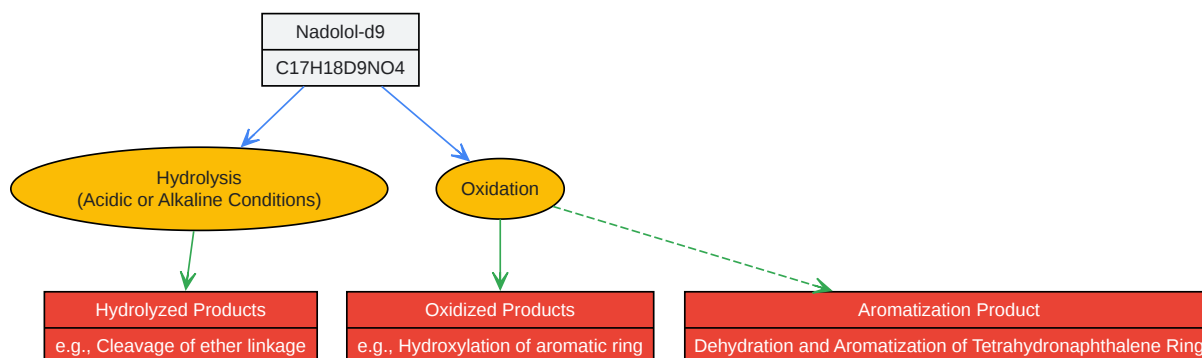 Nadolol-d9
C17H18D9NO4
Hydrolysis
(Acidic or Alkaline Conditions)
Oxidation
Hydrolyzed Products
e.g., Cleavage of ether linkage
Oxidized Products
e.g., Hydroxylation of aromatic ring
Aromatization Product
Dehydration and Aromatization of Tetrahydronaphthalene Ring